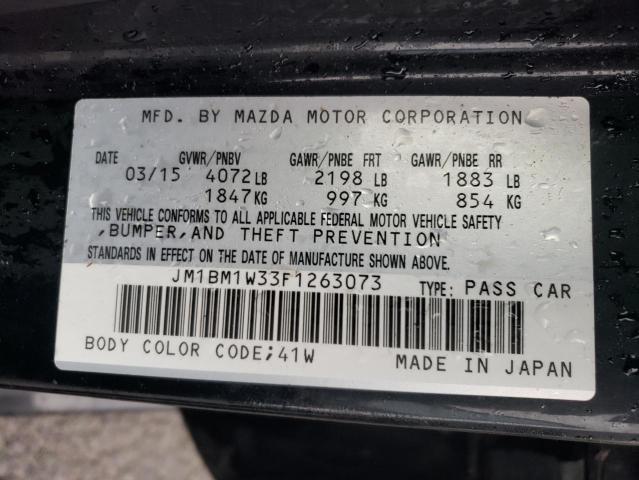 MFD. BY MAZDA MOTOR CORPORATION
DATE GVWR/PNBV GAWR/PNBE FRT GAWR/PNBE RR
03/15 4072LB 2198 LB 1883 LB
1847KG 997KG 854 KG
THIS VEHICLE CONFORMS TO ALL APPLICABLE FEDERAL MOTOR VEHICLE SAFETY
,BUMPER,AND THEFT PREVENTION
STANDARDS IN EFFECT ON THE DATE OF MANUFACTURE SHOWN ABOVE.
JM1BM1W33F1263073 TYPE: PASS CAR
BODY COLOR CODE;41W MADE IN JAPAN